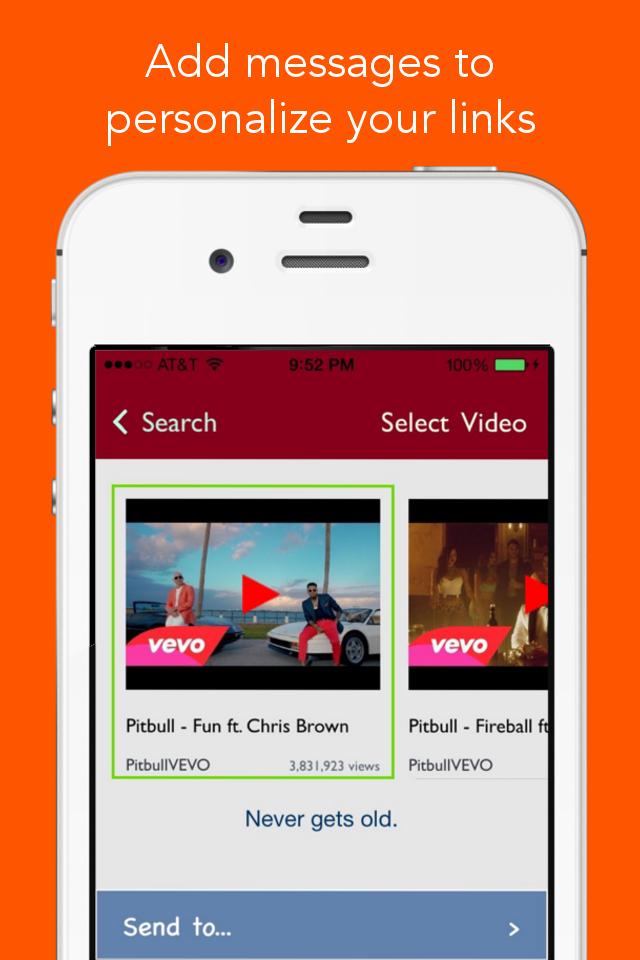 Add messages to
personalize your links
AT&T 9:52 PM 100%
Search Select Video
vevo vevo
Pitbull - Fun ft. Chris Brown Pitbull - Fireball ft
PitbullVEVO 3,831,923 views PitbullVEVO
Never gets old.
Send to...